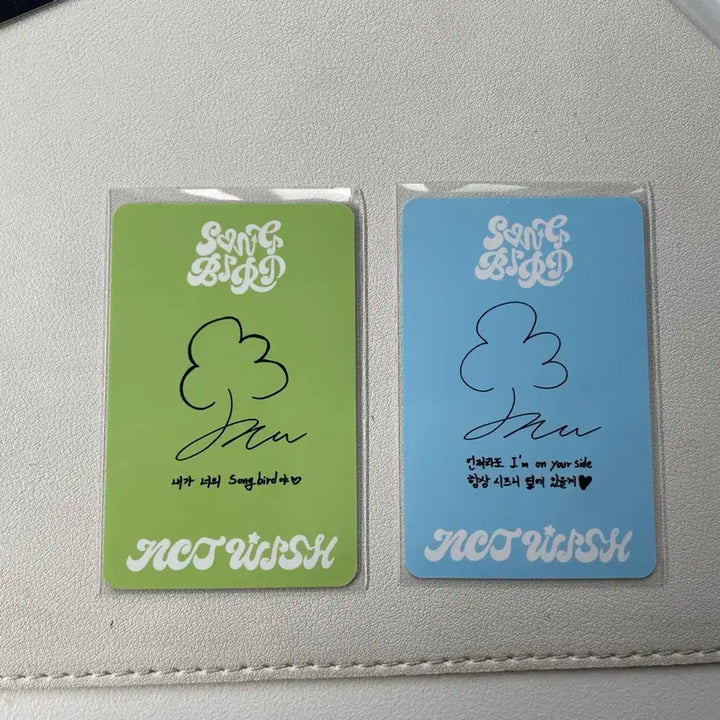 SONG
BIRD
내가 너의 Songbird야♡
NCT WISH
SONG
BIRD
언제라도 I'm on your side
항상 시즈니 옆에 있을게♥
NCT WISH